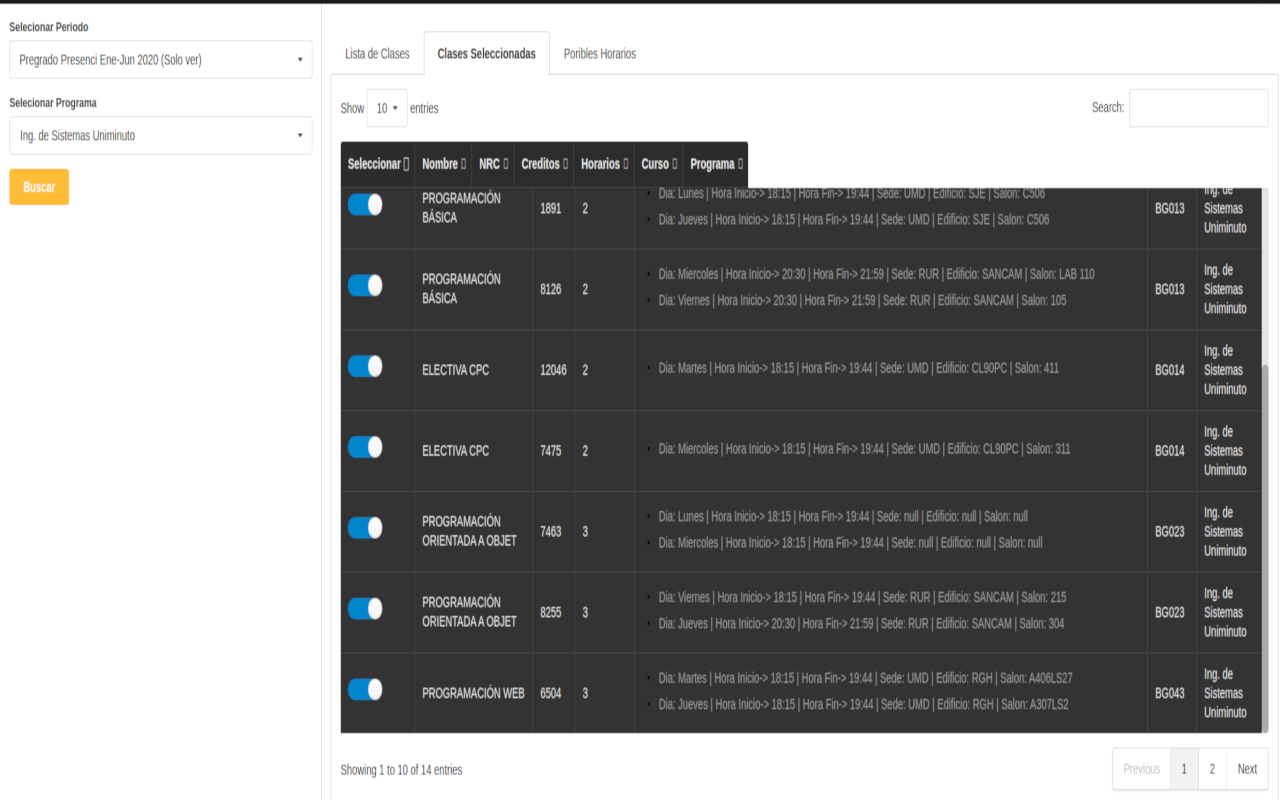 Selecionar Periodo
Pregrado Presenci Ene-Jun 2020 (Solo ver)
Selecionar Programa
Ing. de Sistemas Uniminuto
Buscar
Lista de Clases
Clases Seleccionadas
Poribles Horarios
Show 10 entries
Search:
Seleccionar Nombre NRC Creditos Horarios Curso Programa
PROGRAMACIÓN
BÁSICA
1891
2
Dia: Lunes | Hora Inicio-> 18:15 | Hora Fin-> 19:44 | Sede: UMD | Edificio: SJE | Salon: C506
Dia: Jueves | Hora Inicio-> 18:15 | Hora Fin-> 19:44 | Sede: UMD | Edificio: SJE | Salon: C506
BG013
Ing. de
Sistemas
Uniminuto
PROGRAMACIÓN
BÁSICA
8126
2
Dia: Miercoles | Hora Inicio-> 20:30 | Hora Fin-> 21:59 | Sede: RUR | Edificio: SANCAM | Salon: LAB 110
Dia: Viernes | Hora Inicio-> 20:30 | Hora Fin-> 21:59 | Sede: RUR | Edificio: SANCAM | Salon: 105
BG013
Ing. de
Sistemas
Uniminuto
ELECTIVA CPC
12046
2
Dia: Martes | Hora Inicio-> 18:15 | Hora Fin-> 19:44 | Sede: UMD | Edificio: CL90PC | Salon: 411
BG014
Ing. de
Sistemas
Uniminuto
ELECTIVA CPC
7475
2
Dia: Miercoles | Hora Inicio-> 18:15 | Hora Fin-> 19:44 | Sede: UMD | Edificio: CL90PC | Salon: 311
BG014
Ing. de
Sistemas
Uniminuto
PROGRAMACIÓN
ORIENTADA A OBJET
7463
3
Dia: Lunes | Hora Inicio-> 18:15 | Hora Fin-> 19:44 | Sede: null | Edificio: null | Salon: null
Dia: Miercoles | Hora Inicio-> 18:15 | Hora Fin-> 19:44 | Sede: null | Edificio: null | Salon: null
BG023
Ing. de
Sistemas
Uniminuto
PROGRAMACIÓN
ORIENTADA A OBJET
8255
3
Dia: Viernes | Hora Inicio-> 18:15 | Hora Fin-> 19:44 | Sede: RUR | Edificio: SANCAM | Salon: 215
Dia: Jueves | Hora Inicio-> 20:30 | Hora Fin-> 21:59 | Sede: RUR | Edificio: SANCAM | Salon: 304
BG023
Ing. de
Sistemas
Uniminuto
PROGRAMACIÓN WEB
6504
3
Dia: Martes | Hora Inicio-> 18:15 | Hora Fin-> 19:44 | Sede: UMD | Edificio: RGH | Salon: A406LS27
Dia: Jueves | Hora Inicio-> 18:15 | Hora Fin-> 19:44 | Sede: UMD | Edificio: RGH | Salon: A307LS2
BG043
Ing. de
Sistemas
Uniminuto
Showing 1 to 10 of 14 entries
Previous 1 2 Next